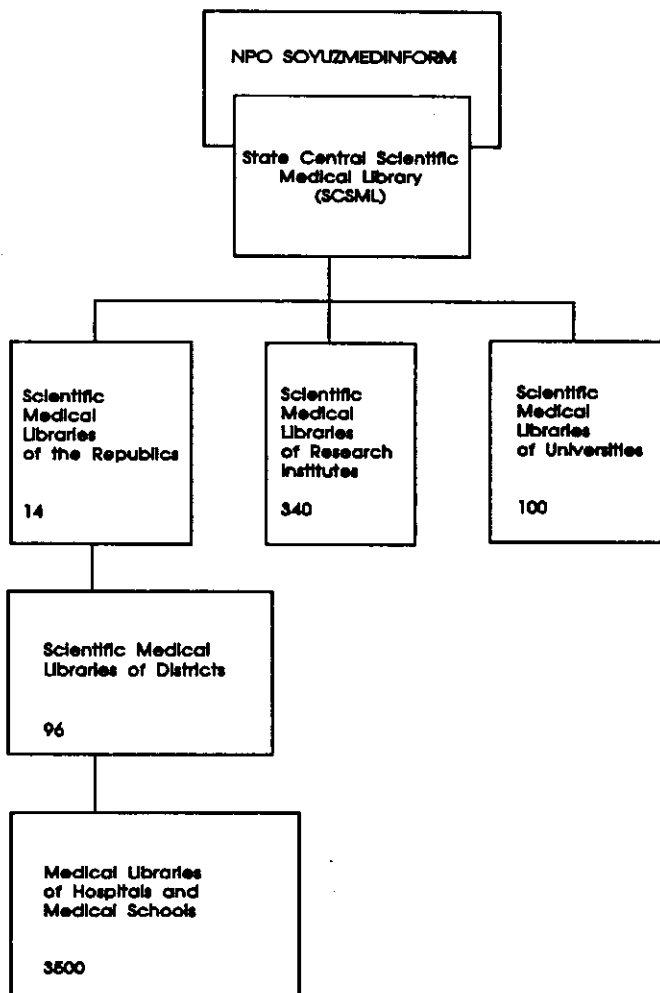 NPO SOYUZMEDINFORM
State Central Scientific
Medical Library
(SCSML)
Scientific
Medical
Libraries
of the Republics
14
Scientific
Medical
Libraries
of Research
Institutes
340
Scientific
Medical
Libraries
of Universities
100
Scientific Medical
Libraries of Districts
96
Medical Libraries
of Hospitals and
Medical Schools
3500